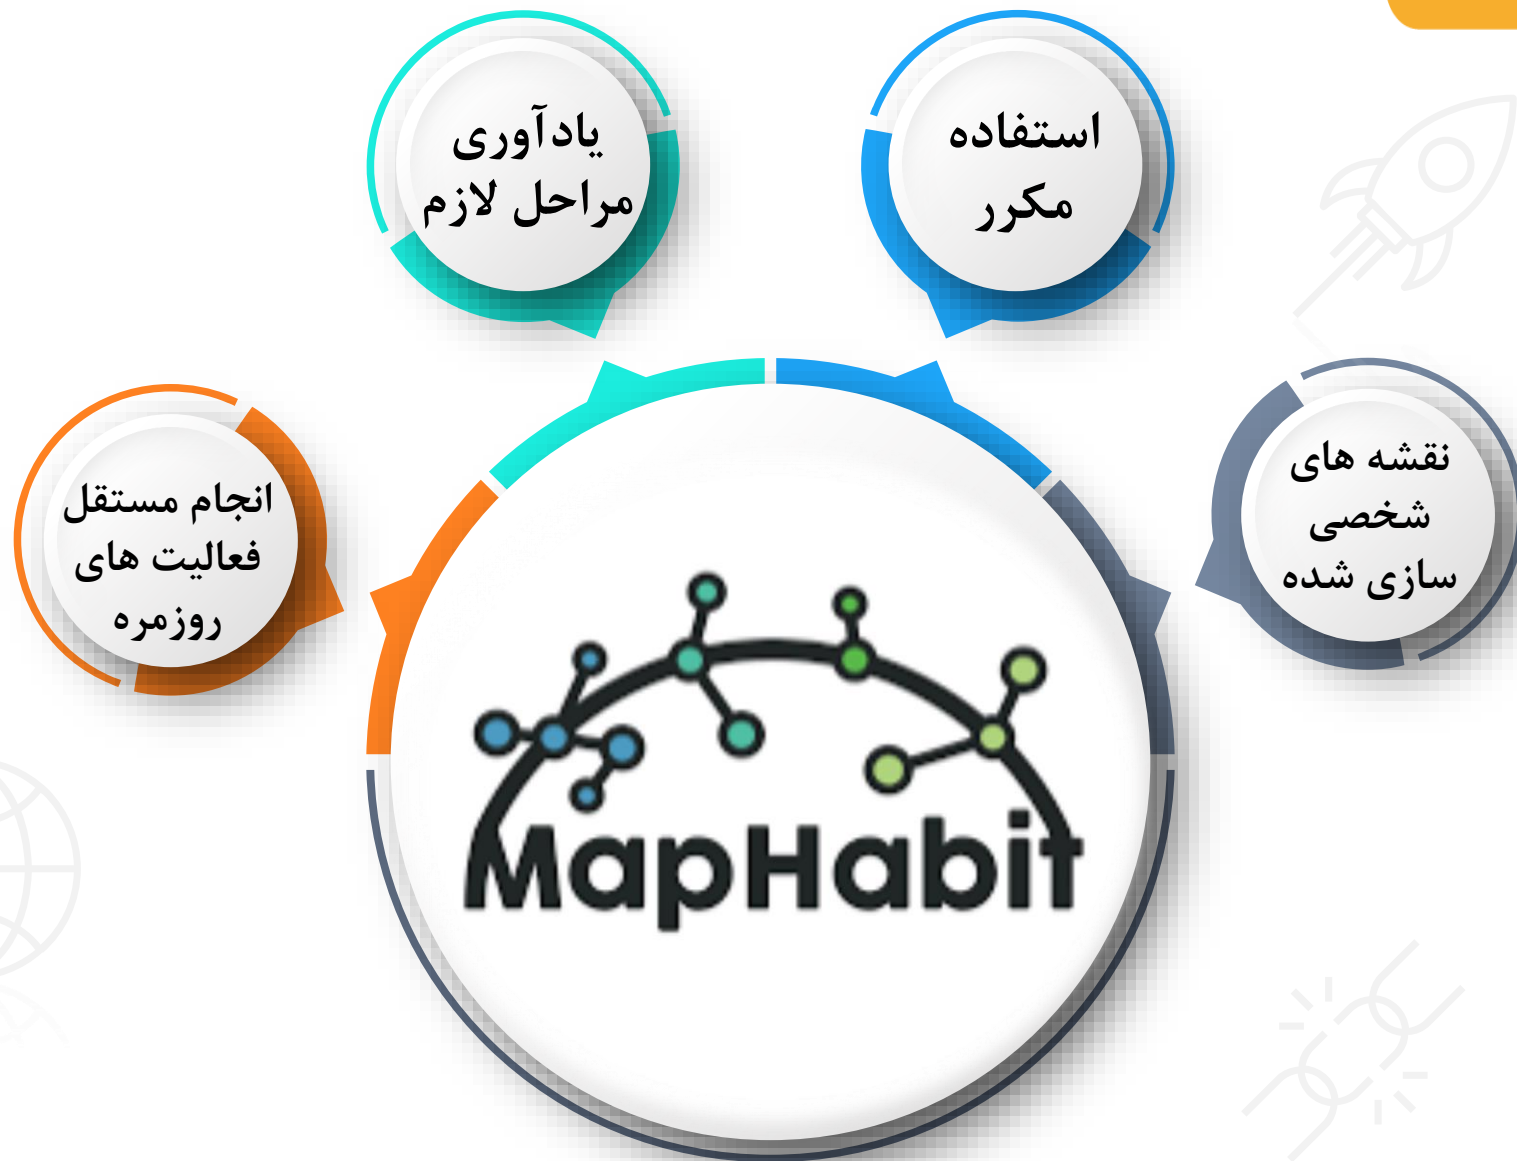 نقشه های
شخصی
سازی شده
استفاده
مکرر
یادآوری
مراحل لازم
انجام مستقل
فعالیت های
روزمره
MapHabit